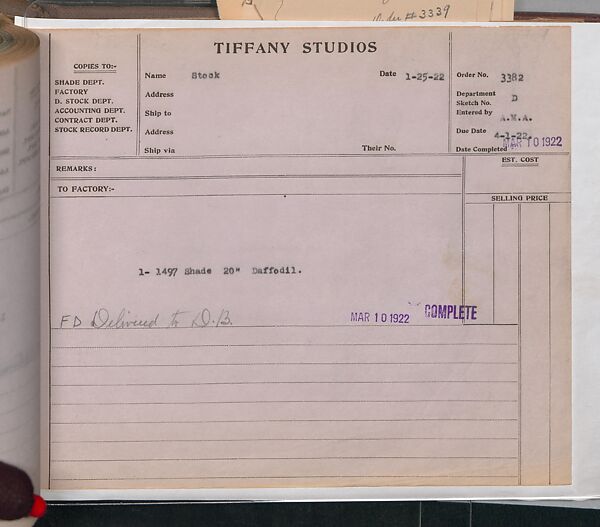 Order # 3339
TIFFANY STUDIOS
COPIES TO:-
SHADE DEPT.
FACTORY
D. STOCK DEPT.
ACCOUNTING DEPT.
CONTRACT DEPT.
STOCK RECORD DEPT.
Name Stock Date 1-25-22
Address
Ship to
Address
Ship via Their No.
Order No. 3382
Department D
Sketch No.
Entered by A.M.A.
Due Date 4-1-22.
Date Completed MAR 10 1922
REMARKS:
EST. COST
TO FACTORY:-
SELLING PRICE
1- 1497 Shade 20" Daffodil.
FD Delivered to D.B. MAR 10 1922 COMPLETE